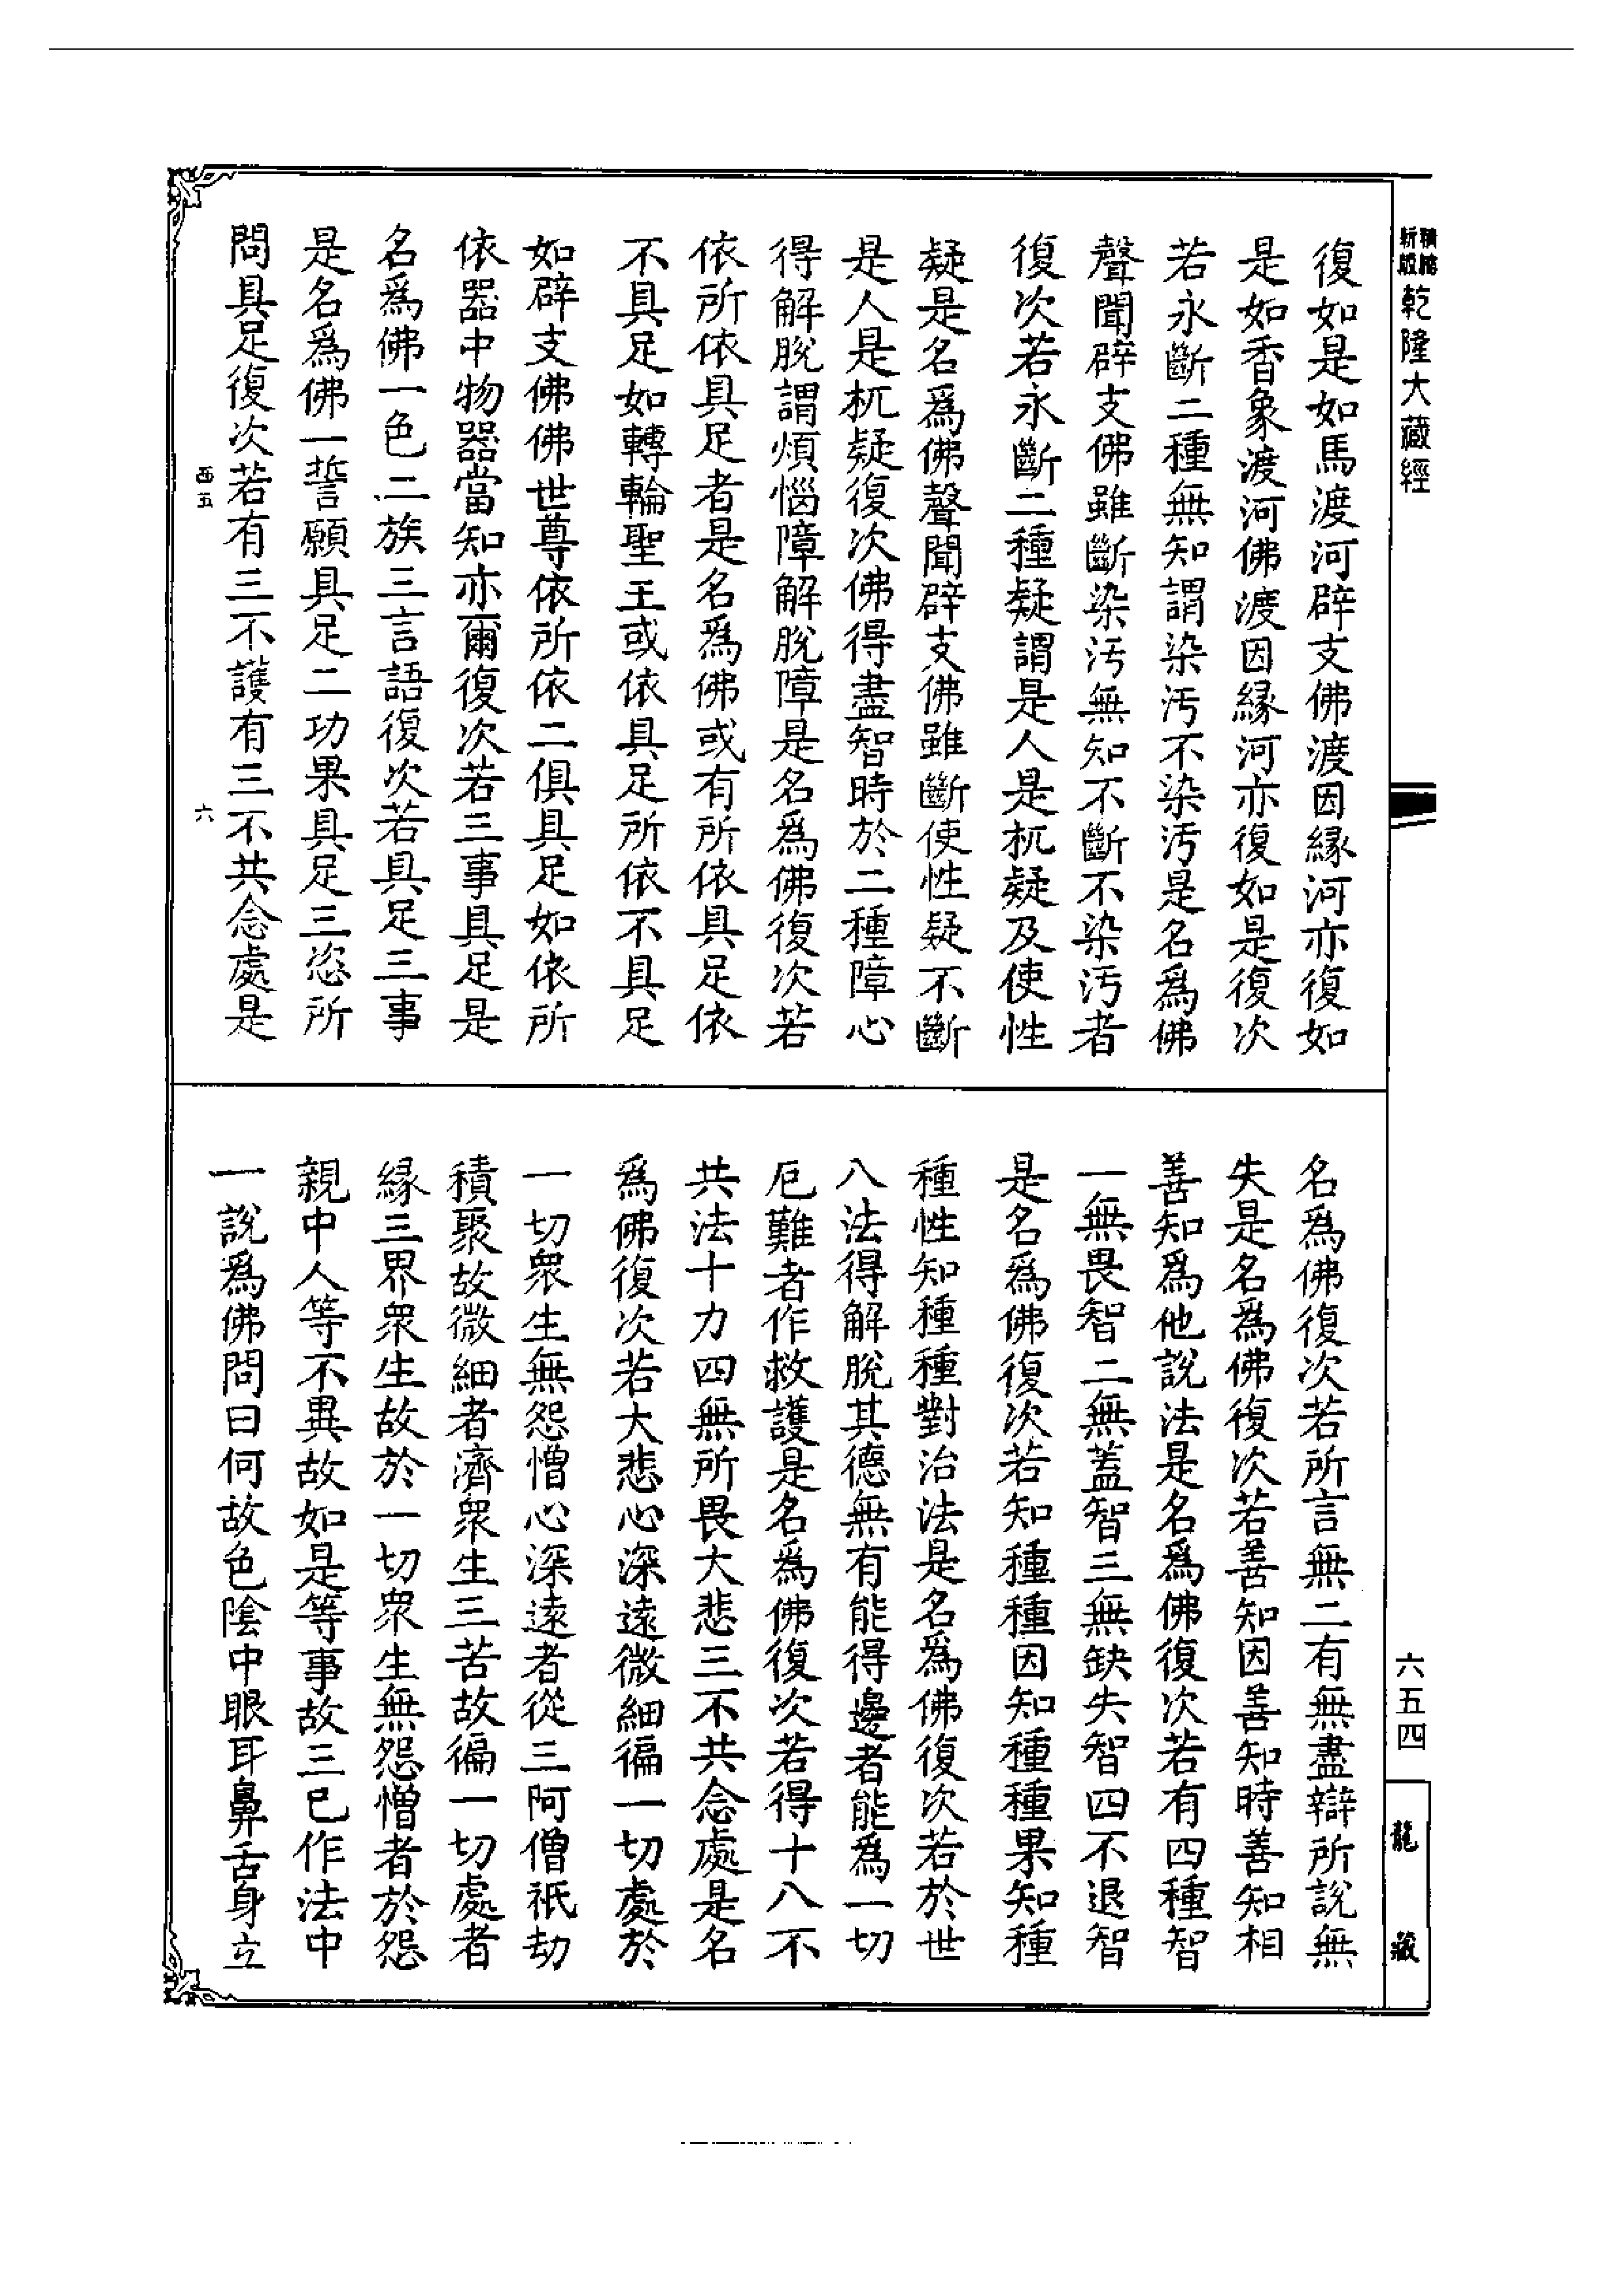 精縮
新版
乾隆大藏經
復如是如馬渡河辟支佛渡因緣河亦復如
是如香象渡河佛渡因緣河亦復如是復次
若永斷二種無知謂染汚不染汚是名爲佛
聲聞辟支佛雖斷染汚無知不斷不染汚者
復次若永斷二種疑謂是人是杌疑及使性
疑是名爲佛聲聞辟支佛雖斷使性疑不斷
是人是杌疑復次佛得盡智時於二種障心
得解脫謂煩惱障解脫障是名爲佛復次若
依所依具足者是名爲佛或有所依具足依
不具足如轉輪聖王或依具足所依不具足
如辟支佛佛世尊依所依二俱具足如依所
依器中物器當知亦爾復次若三事具足是
名爲佛一色二族三言語復次若具足三事
是名爲佛一誓願具足二功果具足三恣所
問具足復次若有三不護有三不共念處是
西五
六
名爲佛復次若所言無二有無盡辯所說無
失是名爲佛復次若善知因善知時善知相
善知爲他說法是名爲佛復次若有四種智
一無畏智二無蓋智三無缺失智四不退智
是名爲佛復次若知種種因知種種果知種
種性知種種對治法是名爲佛復次若於世
八法得解脫其德無有能得邊者能爲一切
厄難者作救護是名爲佛復次若得十八不
共法十力四無所畏大悲三不共念處是名
爲佛復次若大悲心深遠微細徧一切處於
一切衆生無怨憎心深遠者從三阿僧祇劫
積聚故微細者濟衆生三苦故徧一切處者
緣三界衆生故於一切衆生無怨憎者於怨
親中人等不異故如是等事故三已作法中
一說爲佛問曰何故色陰中眼耳鼻舌身立
六五四
龍藏